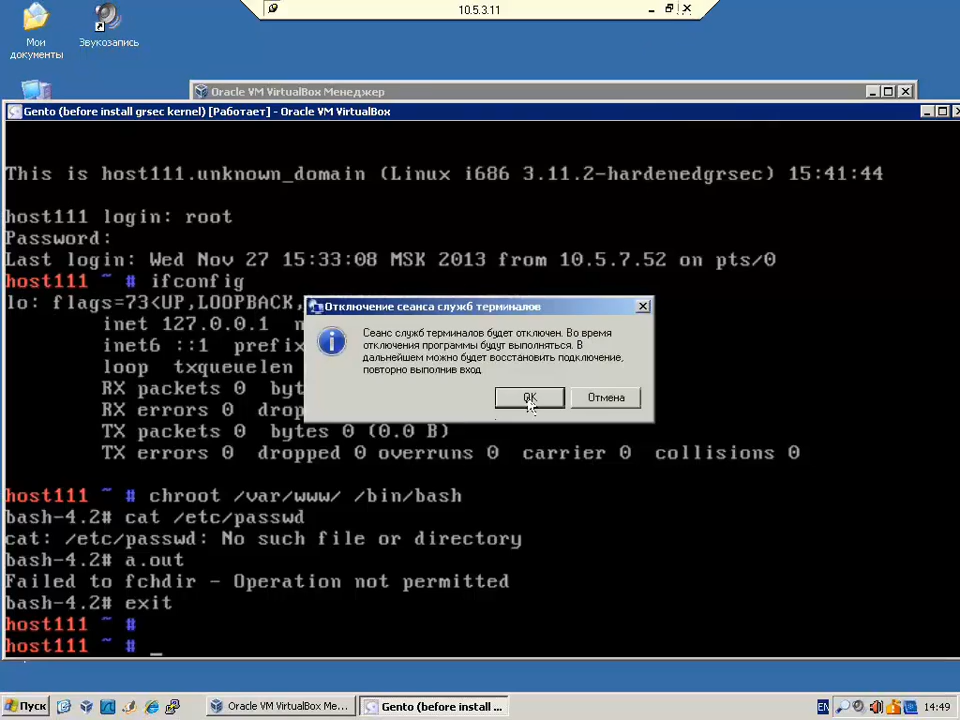 10.5.3.11
Мои документы
Звукозапись
Oracle VM VirtualBox Менеджер
Gento (before install grsec kernel) [Работает] - Oracle VM VirtualBox
This is host111.unknown_domain (Linux i686 3.11.2-hardenedgrsec) 15:41:44
host111 login: root
Password:
Last login: Wed Nov 27 15:33:08 MSK 2013 from 10.5.7.52 on pts/0
host111 ~ # ifconfig
lo: flags=73<UP,LOOPBACK,
inet 127.0.0.1
inet6 ::1 prefix
loop txqueuelen
RX packets 0
RX errors 0
TX packets 0 bytes 0 (0.0 B)
TX errors 0 dropped 0 overruns 0 carrier 0 collisions 0
Отключение сеанса служб терминалов
Сеанс служб терминалов будет отключен. Во время
отключения программы будут выполняться. В
дальнейшем можно будет восстановить подключение,
повторно выполнив вход
OK
Отмена
host111 ~ # chroot /var/www/ /bin/bash
bash-4.2# cat /etc/passwd
cat: /etc/passwd: No such file or directory
bash-4.2# a.out
Failed to fchdir - Operation not permitted
bash-4.2# exit
host111 ~ #
host111 ~ # _
Пуск
Oracle VM VirtualBox Ме...
Gento (before install ...
EN
14:49